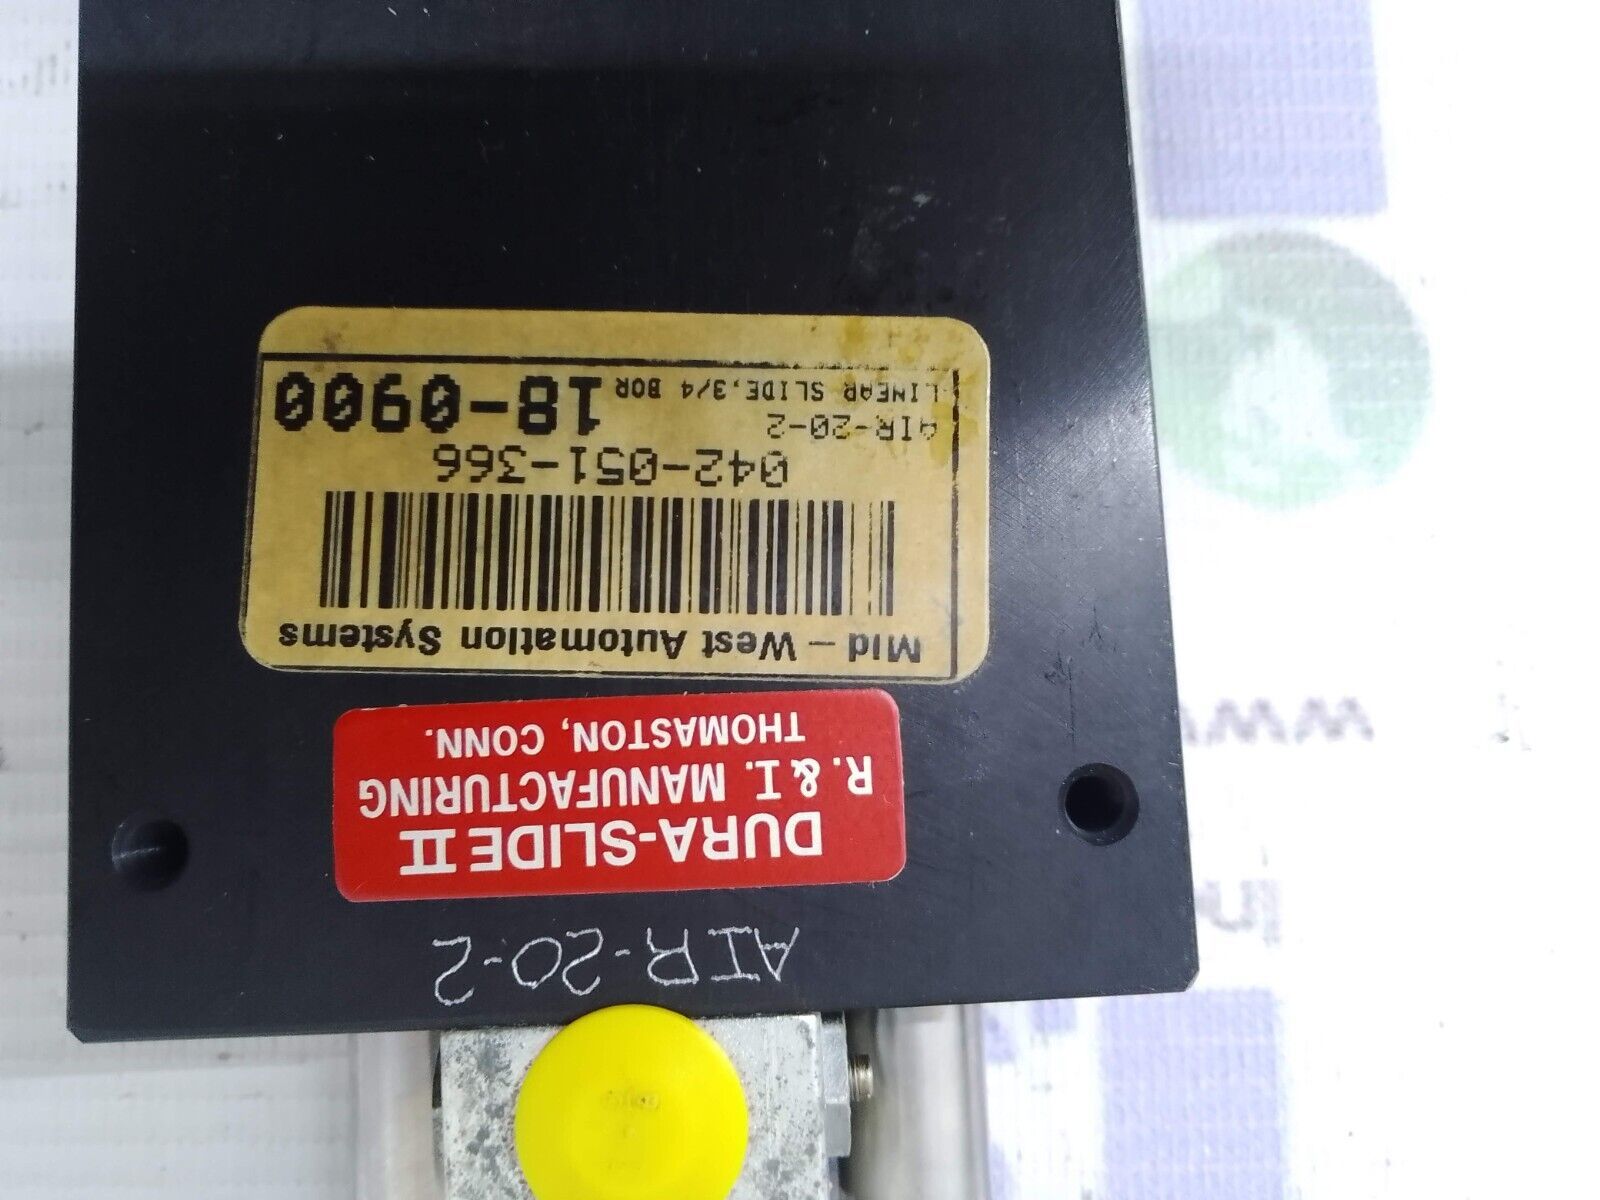 AIR-20-2
DURA-SLIDE II
R. & I. MANUFACTURING
THOMASTON, CONN.
Mid-West Automation Systems
042-051-366
AIR-20-2
LINEAR SLIDE,3/4 BOR
18-0900
www